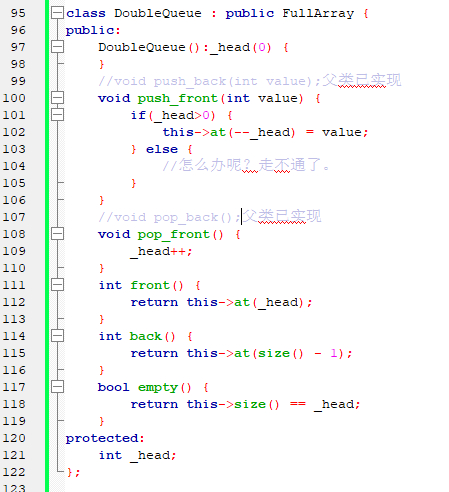 95 class DoubleQueue : public FullArray {
96 public:
97 DoubleQueue():_head(0) {
98 }
99 //void push_back(int value);父类已实现
100 void push_front(int value) {
101 if(_head>0) {
102 this->at(--_head) = value;
103 } else {
104 //怎么办呢？走不通了。
105 }
106 }
107 //void pop_back();父类已实现
108 void pop_front() {
109 _head++;
110 }
111 int front() {
112 return this->at(_head);
113 }
114 int back() {
115 return this->at(size() - 1);
116 }
117 bool empty() {
118 return this->size() == _head;
119 }
120 protected:
121 int _head;
122 };
123